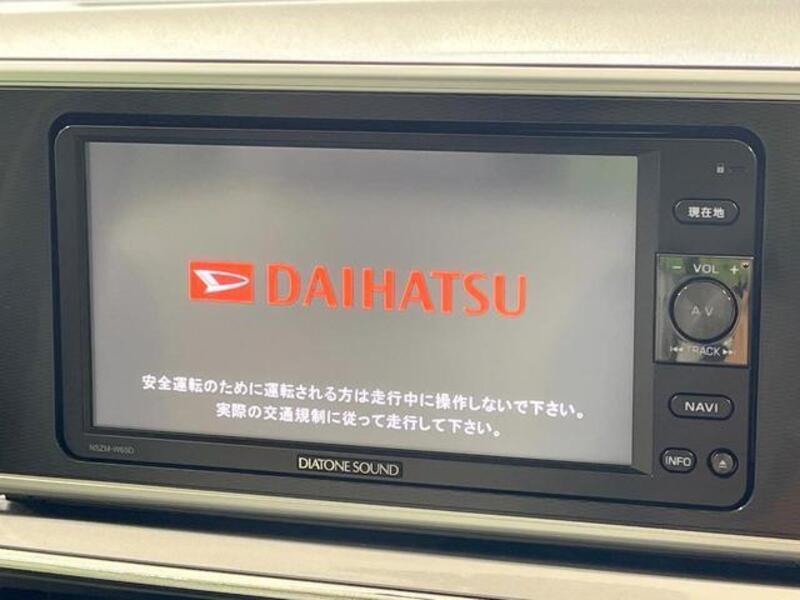 現在地
− VOL +
A V
DAIHATSU
TRACK
安全運転のために運転される方は走行中に操作しないで下さい。
実際の交通規制に従って走行して下さい。
NAVI
NSZM-W65D
DIATONE SOUND
INFO